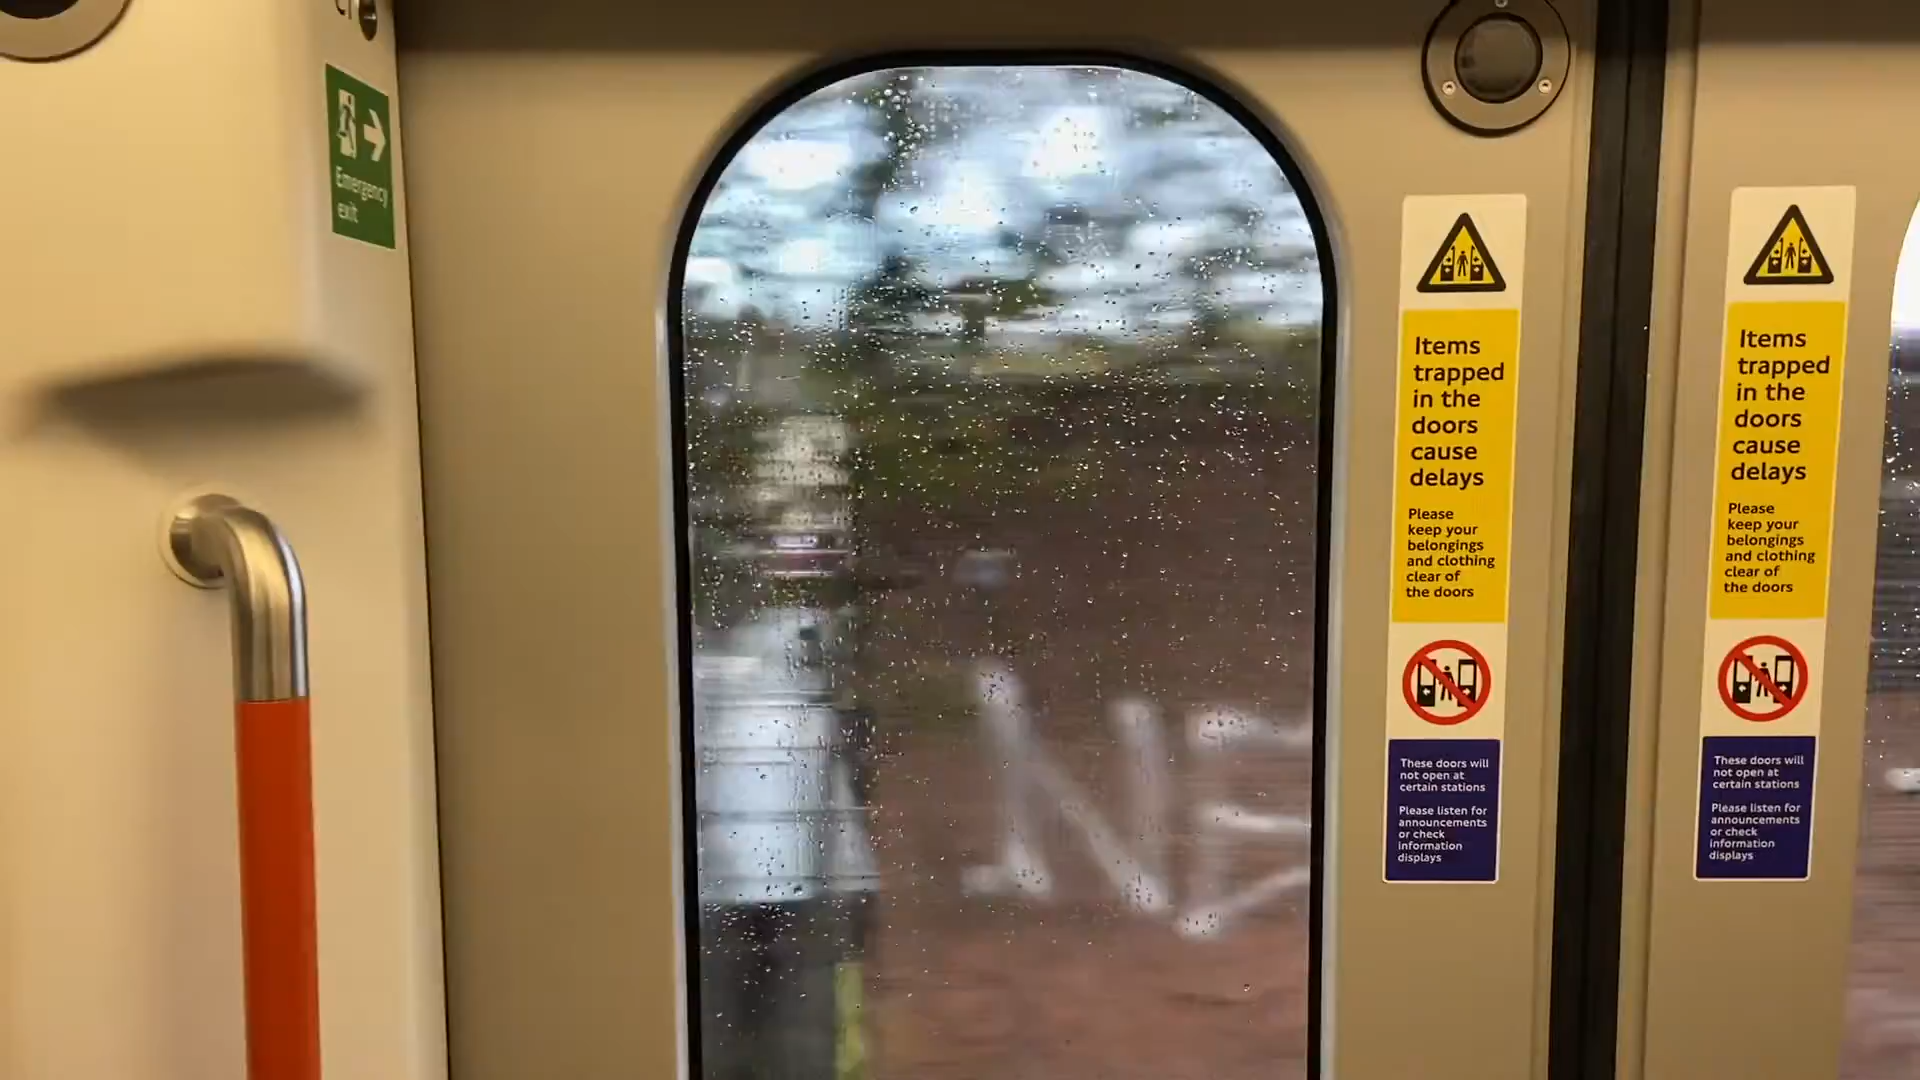 Emergency
exit
Items
trapped
in the
doors
cause
delays
Please
keep your
belongings
and clothing
clear of
the doors
These doors will
not open at
certain stations
Please listen for
announcements
or check
information
displays
Items
trapped
in the
doors
cause
delays
Please
keep your
belongings
and clothing
clear of
the doors
These doors will
not open at
certain stations
Please listen for
announcements
or check
information
displays